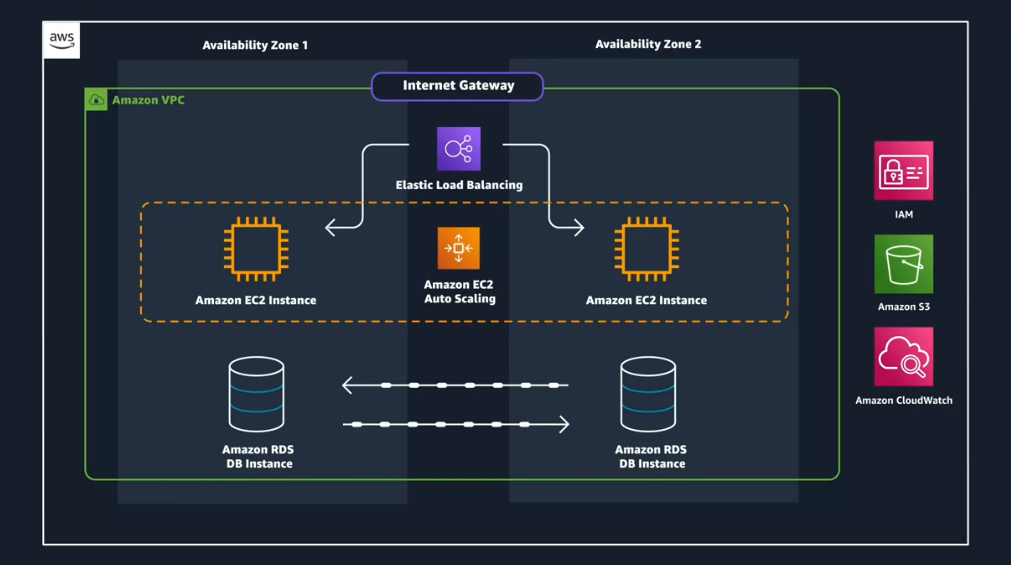 aws
Availability Zone 1
Availability Zone 2
Internet Gateway
Amazon VPC
Elastic Load Balancing
IAM
Amazon EC2 Instance
Amazon EC2
Auto Scaling
Amazon EC2 Instance
Amazon S3
Amazon CloudWatch
Amazon RDS
DB Instance
Amazon RDS
DB Instance